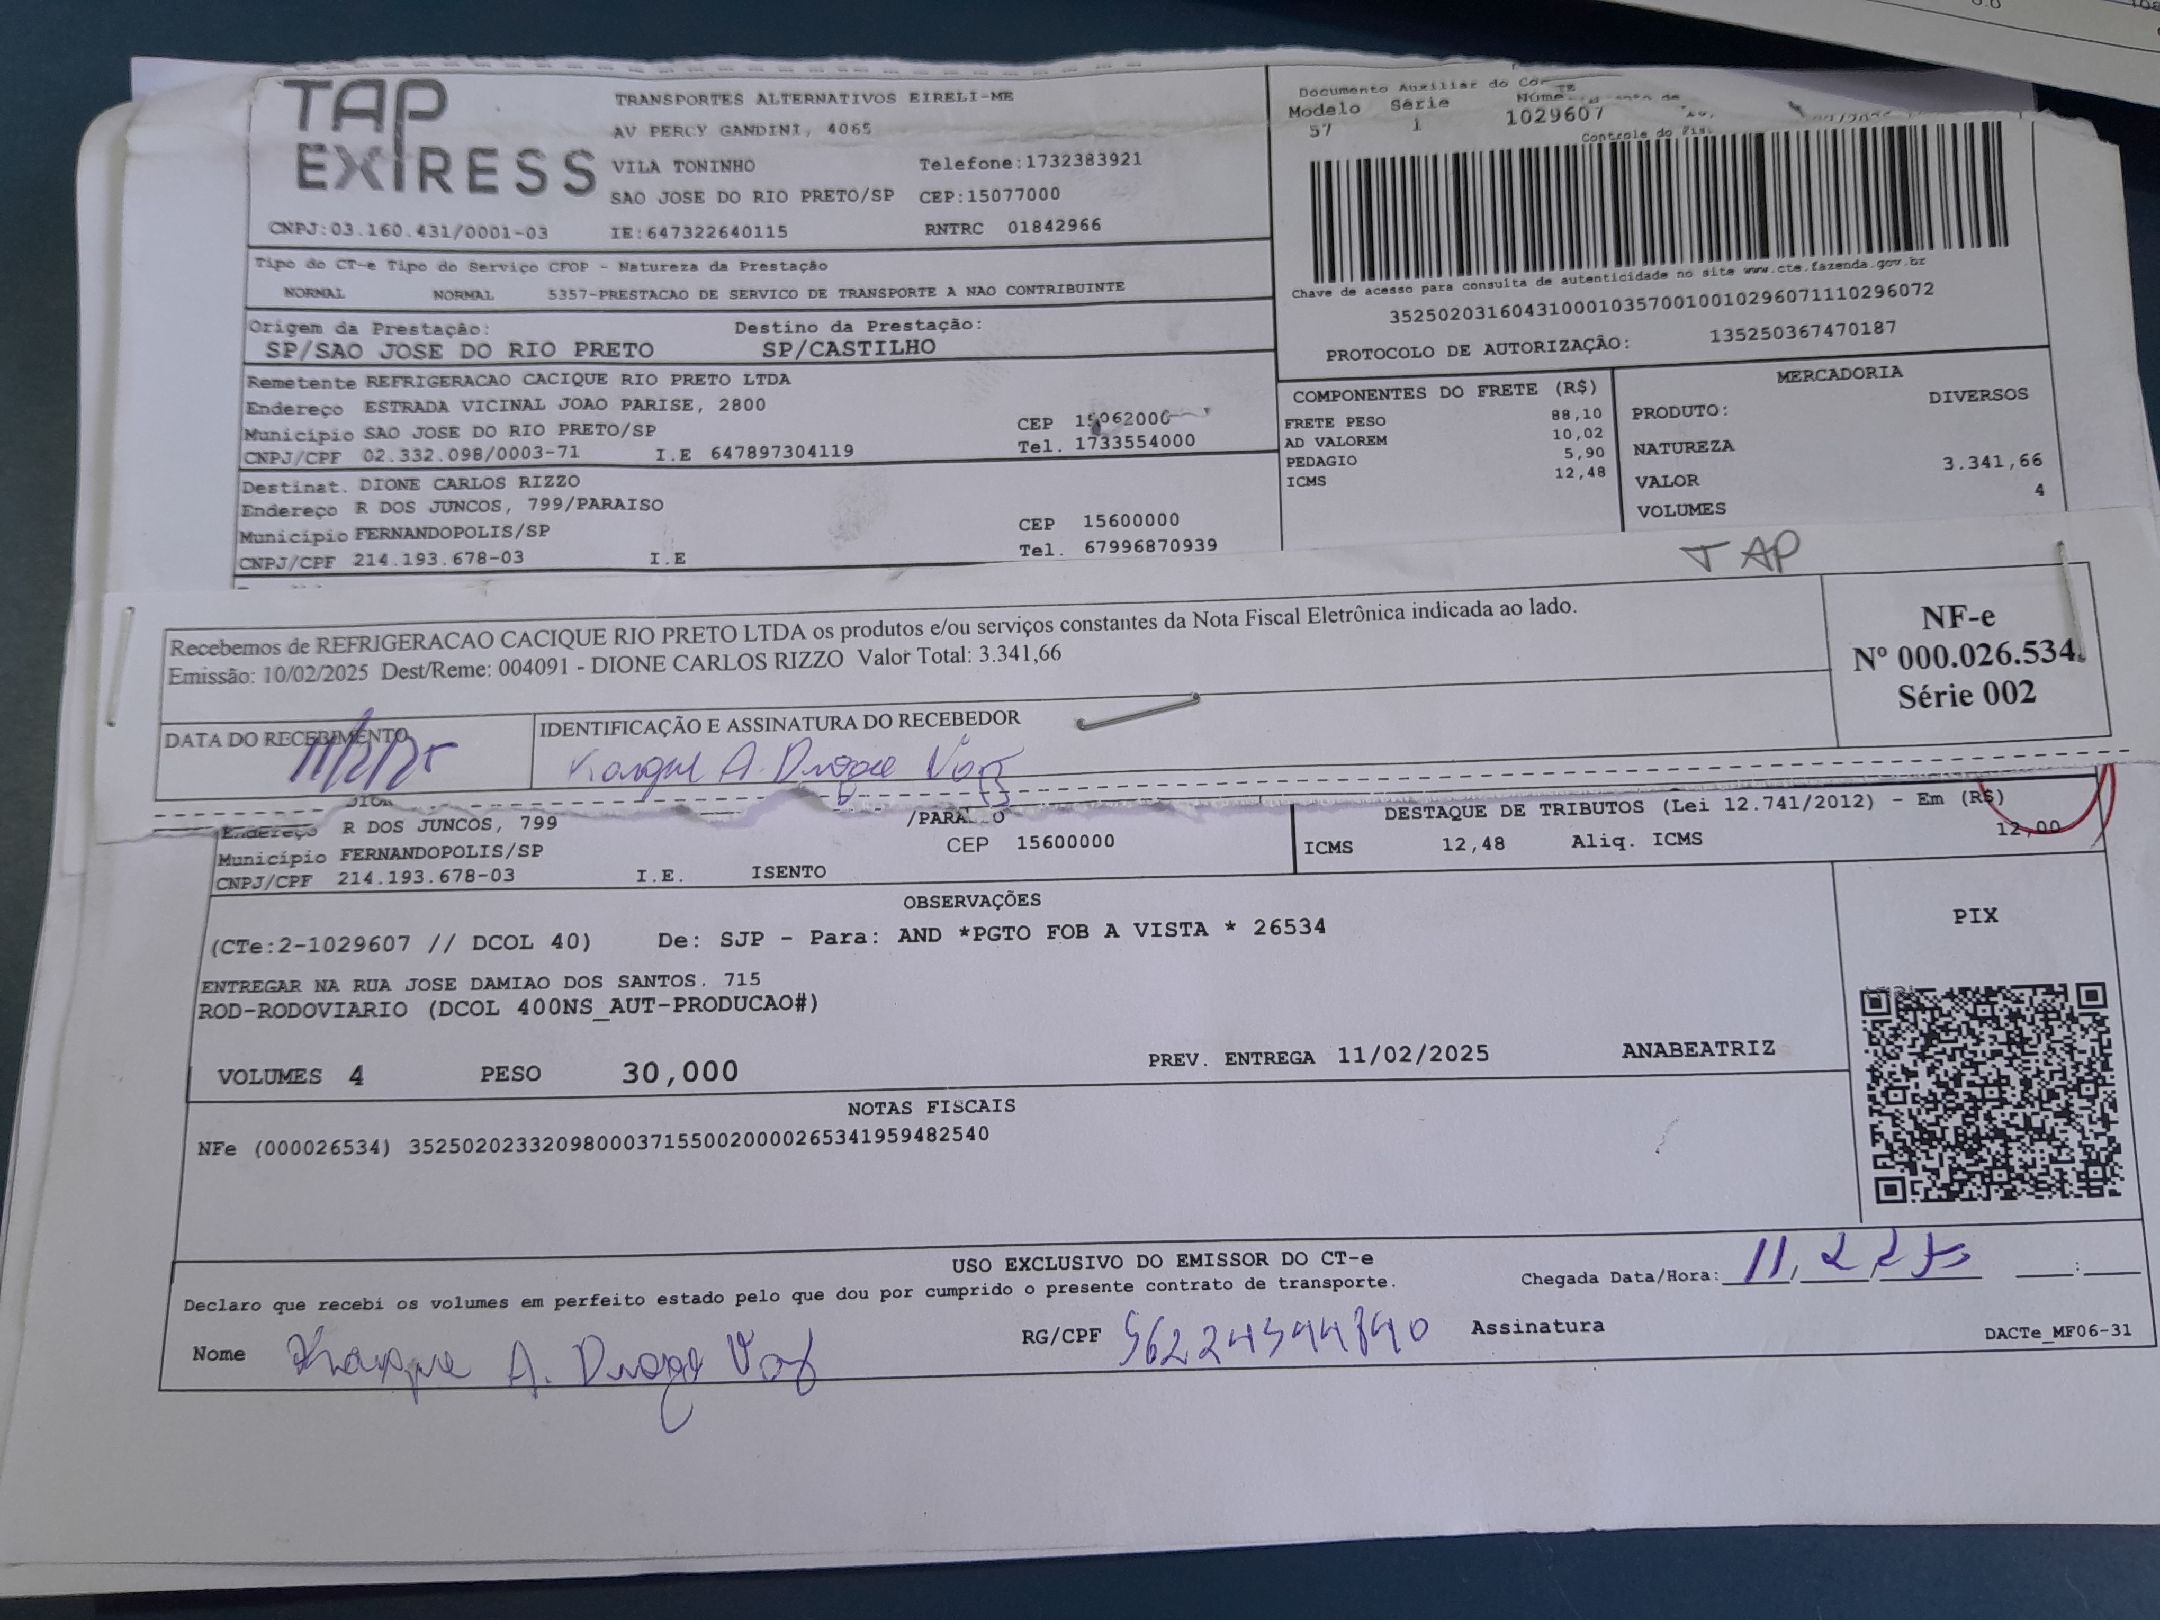 TAP
EXPRESS
TRANSPORTES ALTERNATIVOS EIRELI-ME
AV PERCY GANDINI, 4065
VILA TONINHO Telefone:1732383921
SAO JOSE DO RIO PRETO/SP CEP:15077000
CNPJ:03.160.431/0001-03 IE:647322640115 RNTRC 01842966
Documento Auxiliar do
Modelo Série
57 1 1029607
Controle do
Chave de acesso para consulta de autenticidade no site www.cte.fazenda.gov.br
35250203160431000103570010010296071110296072
PROTOCOLO DE AUTORIZAÇÃO: 135250367470187
Tipo do CT-e Tipo do Serviço CFOP - Natureza da Prestação
NORMAL NORMAL 5357-PRESTACAO DE SERVICO DE TRANSPORTE A NAO CONTRIBUINTE
Origem da Prestação: Destino da Prestação:
SP/SAO JOSE DO RIO PRETO SP/CASTILHO
Remetente REFRIGERACAO CACIQUE RIO PRETO LTDA
Endereço ESTRADA VICINAL JOAO PARISE, 2800
Município SAO JOSE DO RIO PRETO/SP CEP 15062000
CNPJ/CPF 02.332.098/0003-71 I.E 647897304119 Tel. 1733554000
Destinat. DIONE CARLOS RIZZO
Endereço R DOS JUNCOS, 799/PARAISO
Município FERNANDOPOLIS/SP CEP 15600000
CNPJ/CPF 214.193.678-03 I.E Tel. 67996870939
COMPONENTES DO FRETE (R$)
FRETE PESO 88,10
AD VALOREM 10,02
PEDAGIO 5,90
ICMS 12,48
MERCADORIA
PRODUTO: DIVERSOS
NATUREZA
VALOR 3.341,66
VOLUMES 4
TAP
Recebemos de REFRIGERACAO CACIQUE RIO PRETO LTDA os produtos e/ou serviços constantes da Nota Fiscal Eletrônica indicada ao lado.
Emissão: 10/02/2025 Dest/Reme: 004091 - DIONE CARLOS RIZZO Valor Total: 3.341,66
NF-e
Nº 000.026.534
Série 002
DATA DO RECEBIMENTO IDENTIFICAÇÃO E ASSINATURA DO RECEBEDOR
11/2/25
Endereço R DOS JUNCOS, 799
Município FERNANDOPOLIS/SP CEP 15600000
CNPJ/CPF 214.193.678-03 I.E. ISENTO
DESTAQUE DE TRIBUTOS (Lei 12.741/2012) - Em (R$)
ICMS 12,48 Aliq. ICMS 12,00
OBSERVAÇÕES
(CTe:2-1029607 // DCOL 40) De: SJP - Para: AND *PGTO FOB A VISTA * 26534
ENTREGAR NA RUA JOSE DAMIAO DOS SANTOS. 715
ROD-RODOVIARIO (DCOL 400NS_AUT-PRODUCAO#)
VOLUMES 4 PESO 30,000 PREV. ENTREGA 11/02/2025 ANABEATRIZ
PIX
NOTAS FISCAIS
NFe (000026534) 35250202332098000371550020000265341959482540
USO EXCLUSIVO DO EMISSOR DO CT-e
Declaro que recebi os volumes em perfeito estado pelo que dou por cumprido o presente contrato de transporte.
Chegada Data/Hora: 11, 2, 25 :
Nome RG/CPF Assinatura
DACTe_MF06-31